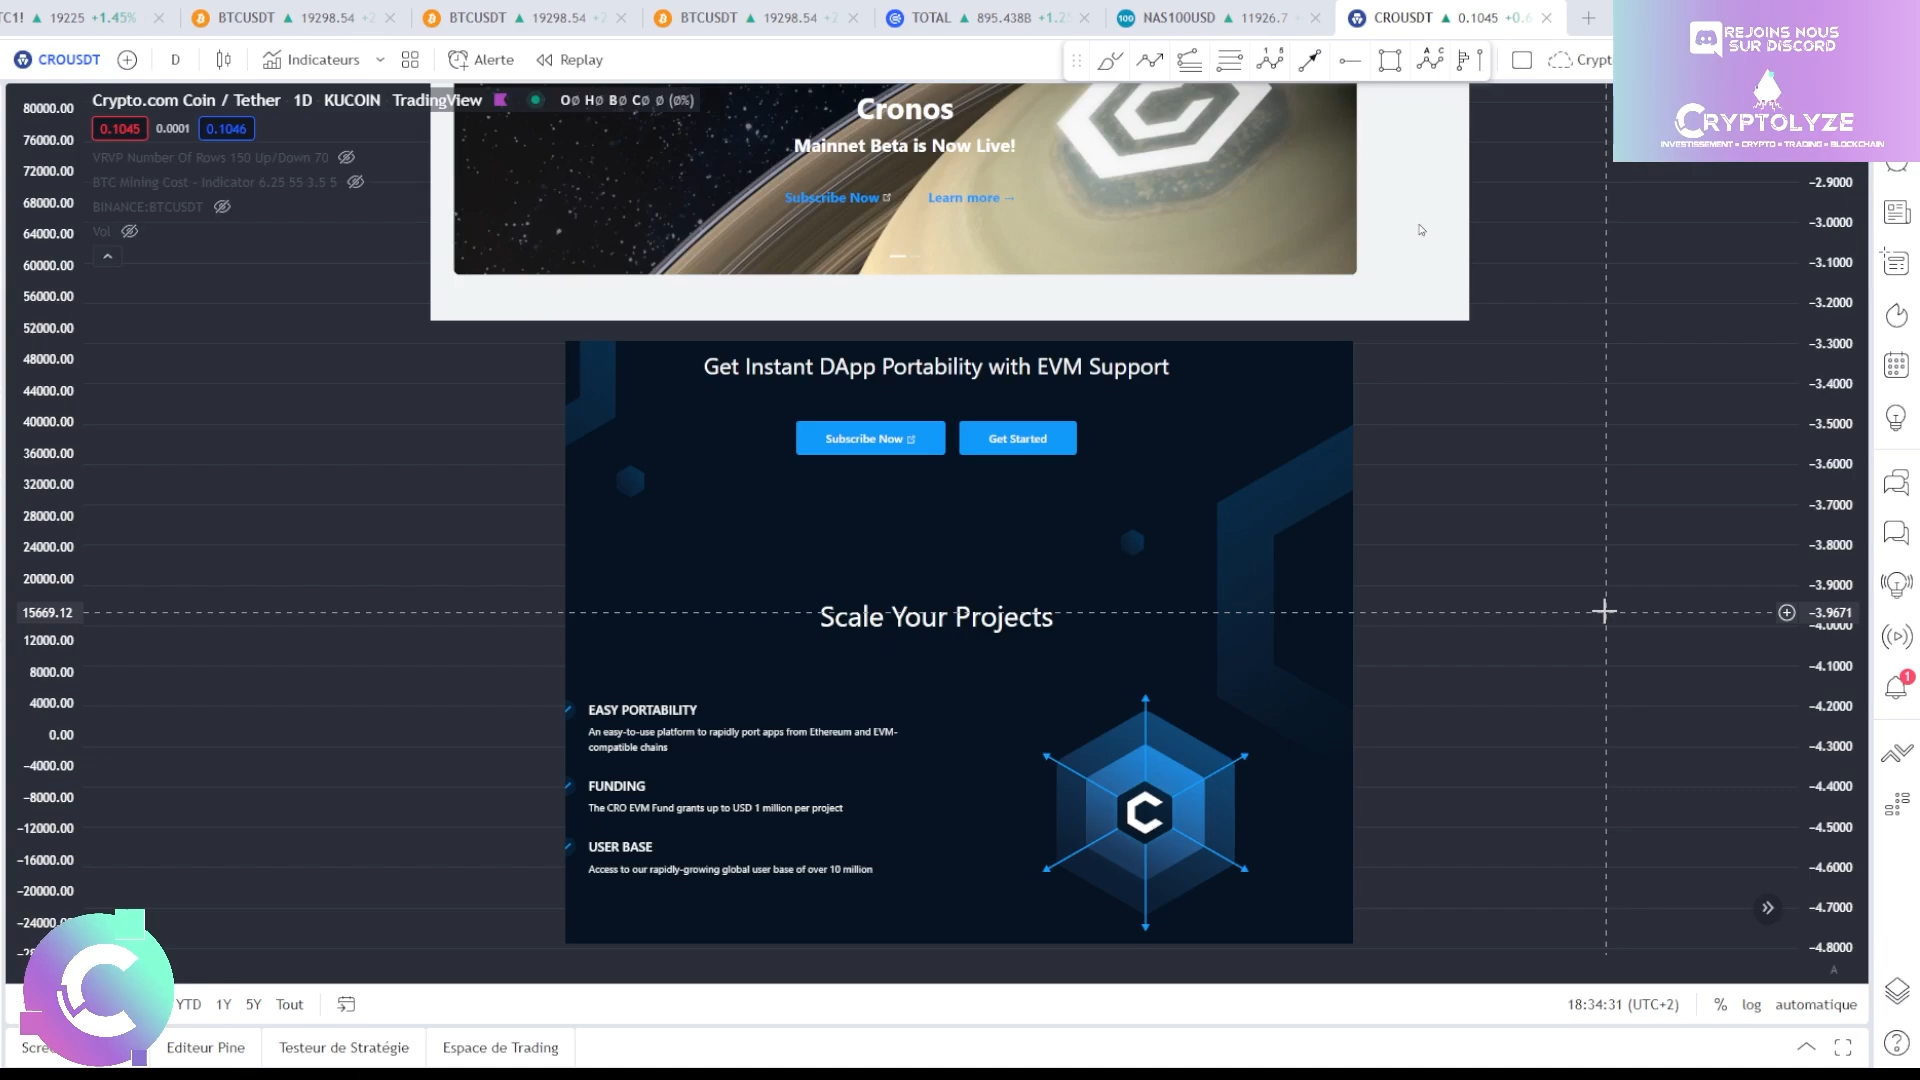 C1! 19225 +1.45%
BTCUSDT 19298.54
BTCUSDT 19298.54
BTCUSDT 19298.54
TOTAL 895.438B
NAS100USD 11926.7
CROUSDT 0.1045
REJOINS NOUS
SUR DISCORD
CRYPTOLYZE
INVESTISSEMENT • CRYPTO • TRADING • BLOCKCHAIN
CROUSDT
D
Indicateurs
Alerte
Replay
Crypt
Crypto.com Coin / Tether 1D KUCOIN TradingView
O∅ H∅ B∅ C∅ ∅ (∅%)
0.1045 0.0001 0.1046
VRVP Number Of Rows 150 Up/Down 70
BTC Mining Cost - Indicator 6.25 55 3.5 5
BINANCE:BTCUSDT
Vol
80000.00
76000.00
72000.00
68000.00
64000.00
60000.00
56000.00
52000.00
48000.00
44000.00
40000.00
36000.00
32000.00
28000.00
24000.00
20000.00
15669.12
12000.00
8000.00
4000.00
0.00
−4000.00
−8000.00
−12000.00
−16000.00
−20000.00
Cronos
Mainnet Beta is Now Live!
Subscribe Now
Learn more →
Get Instant DApp Portability with EVM Support
Subscribe Now
Get Started
Scale Your Projects
EASY PORTABILITY
An easy-to-use platform to rapidly port apps from Ethereum and EVM-
compatible chains
FUNDING
The CRO EVM Fund grants up to USD 1 million per project
USER BASE
Access to our rapidly-growing global user base of over 10 million
−2.9000
−3.0000
−3.1000
−3.2000
−3.3000
−3.4000
−3.5000
−3.6000
−3.7000
−3.8000
−3.9000
−3.9671
−4.0000
−4.1000
−4.2000
−4.3000
−4.4000
−4.5000
−4.6000
−4.7000
−4.8000
A
1
YTD 1Y 5Y Tout
18:34:31 (UTC+2)
% log automatique
Editeur Pine
Testeur de Stratégie
Espace de Trading